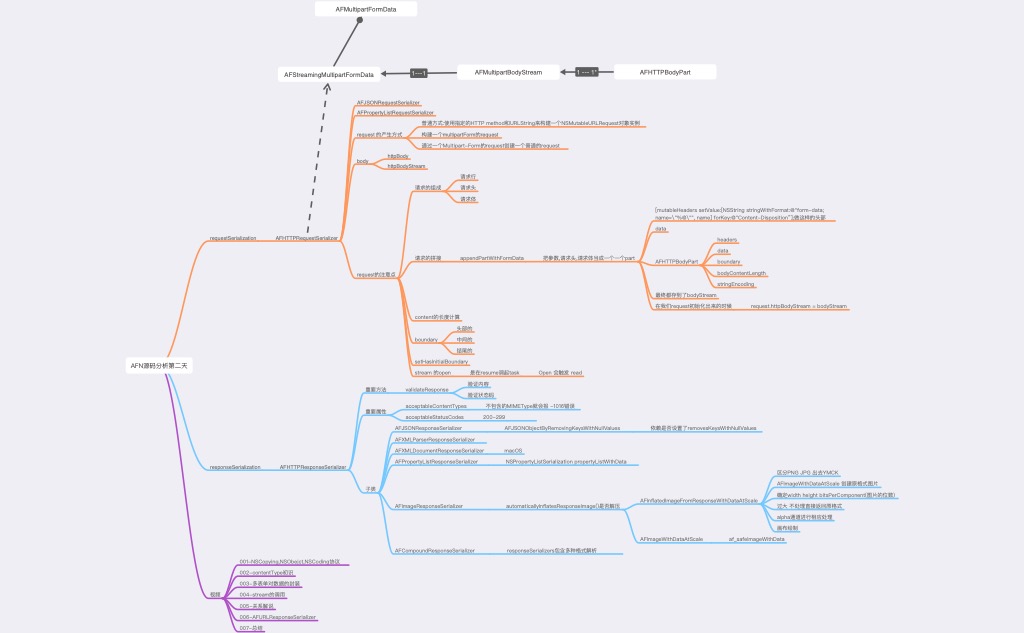 AFMultipartFormData
AFStreamingMultipartFormData
1---1
AFMultipartBodyStream
1 --- 1*
AFHTTPBodyPart
AFJSONRequestSerializer
AFPropertyListRequestSerializer
request 的产生方式
普通方式:使用指定的HTTP method和URLString来构建一个NSMutableURLRequest对象实例
构建一个multipartForm的request
通过一个Multipart-Form的request创建一个普通的request
body
httpBody
httpBodyStream
请求的组成
请求行
请求头
请求体
requestSerialization
AFHTTPRequestSerializer
request的注意点
请求的拼接
appendPartWithFormData
把参数,请求头,请求体当成一个一个part
[mutableHeaders setValue:[NSString stringWithFormat:@"form-data;
name=\"%@\"", name] forKey:@"Content-Disposition"];做这样的头部
data
AFHTTPBodyPart
headers
data
boundary
bodyContentLength
stringEncoding
最终都存到了bodyStream
在我们request初始化出来的时候
request.httpBodyStream = bodyStream
content的长度计算
boundary
头部的
中间的
结尾的
setHasInitialBoundary
stream 的open
是在resume调起task
Open 会触发 read
AFN源码分析第二天
重要方法
validateResponse
验证内容
验证状态码
重要属性
acceptableContentTypes
不包含的MIMEType就会报 -1016错误
acceptableStatusCodes
200-299
responseSerialization
AFHTTPResponseSerializer
子类
AFJSONResponseSerializer
AFJSONObjectByRemovingKeysWithNullValues
依赖是否设置了removesKeysWithNullValues
AFXMLParserResponseSerializer
AFXMLDocumentResponseSerializer
macOS
AFPropertyListResponseSerializer
NSPropertyListSerialization propertyListWithData
AFImageResponseSerializer
automaticallyInflatesResponseImage()是否解压
AFInflatedImageFromResponseWithDataAtScale
区分PNG JPG 出去YMCK
AFImageWithDataAtScale 创建原格式图片
确定width height bitsPerComponent(图片的位数)
过大 不处理直接返回原格式
alpha通道进行相应处理
画布绘制
AFImageWithDataAtScale
af_safeImageWithData
AFCompoundResponseSerializer
responseSerializers包含多种格式解析
视频
001-NSCopying,NSObject,NSCoding协议
002-contentType初识
003-多表单对数据的封装
004-stream的调用
005-关系解说
006-AFURLResponseSerializer
007-总结